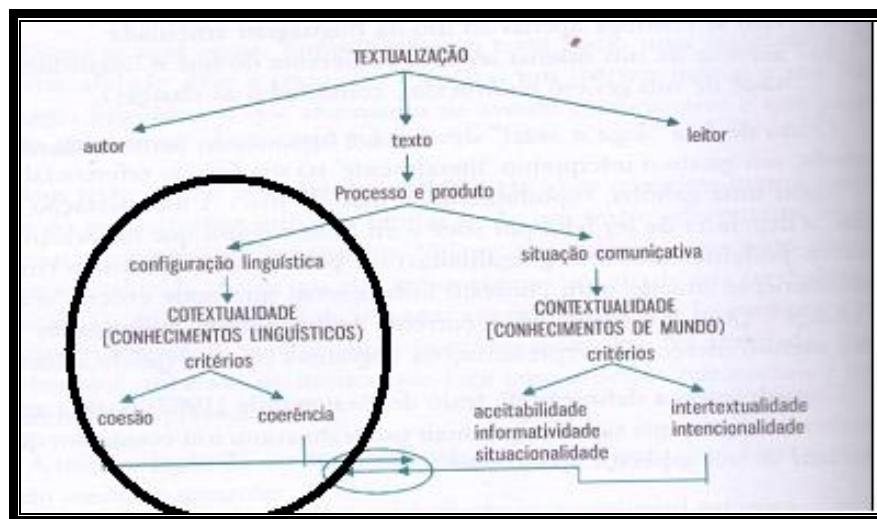 TEXTUALIZAÇÃO
autor
texto
leitor
Processo e produto
configuração linguística
situação comunicativa
COTEXTUALIDADE
[CONHECIMENTOS LINGUÍSTICOS)
critérios
CONTEXTUALIDADE
[CONHECIMENTOS DE MUNDO)
critérios
coesão
coerência
aceitabilidade
informatividade
situacionalidade
intertextualidade
intencionalidade